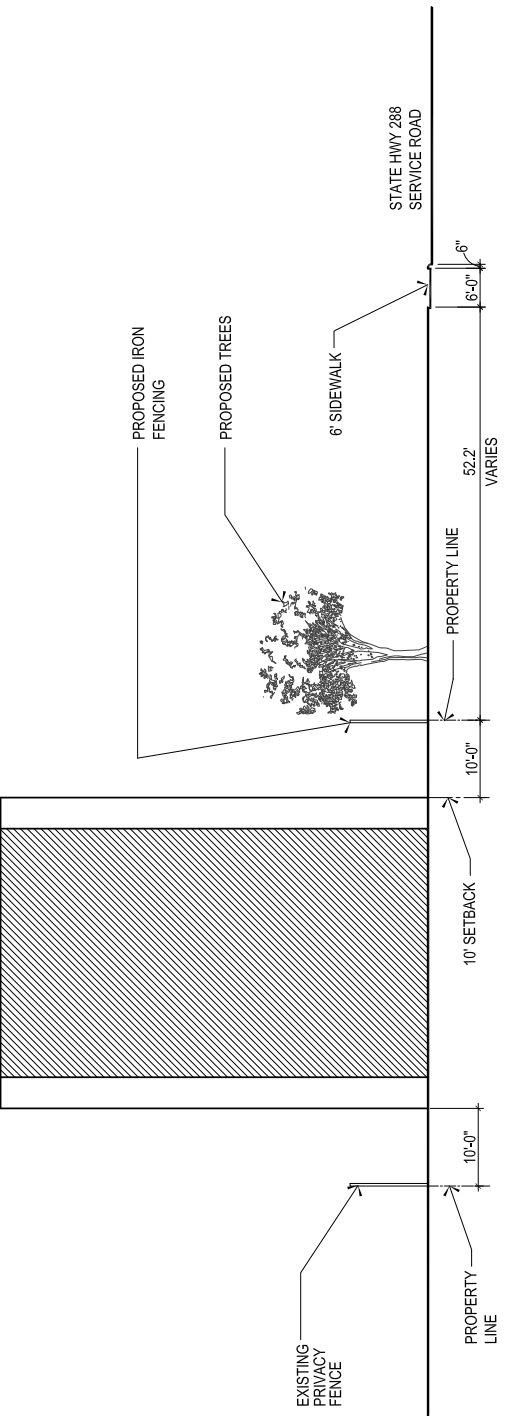 EXISTING
PRIVACY
FENCE
PROPERTY
LINE
10'-0"
10' SETBACK
10'-0"
PROPERTY LINE
PROPOSED IRON
FENCING
PROPOSED TREES
6' SIDEWALK
52.2'
VARIES
6'-0"
6"
STATE HWY 288
SERVICE ROAD